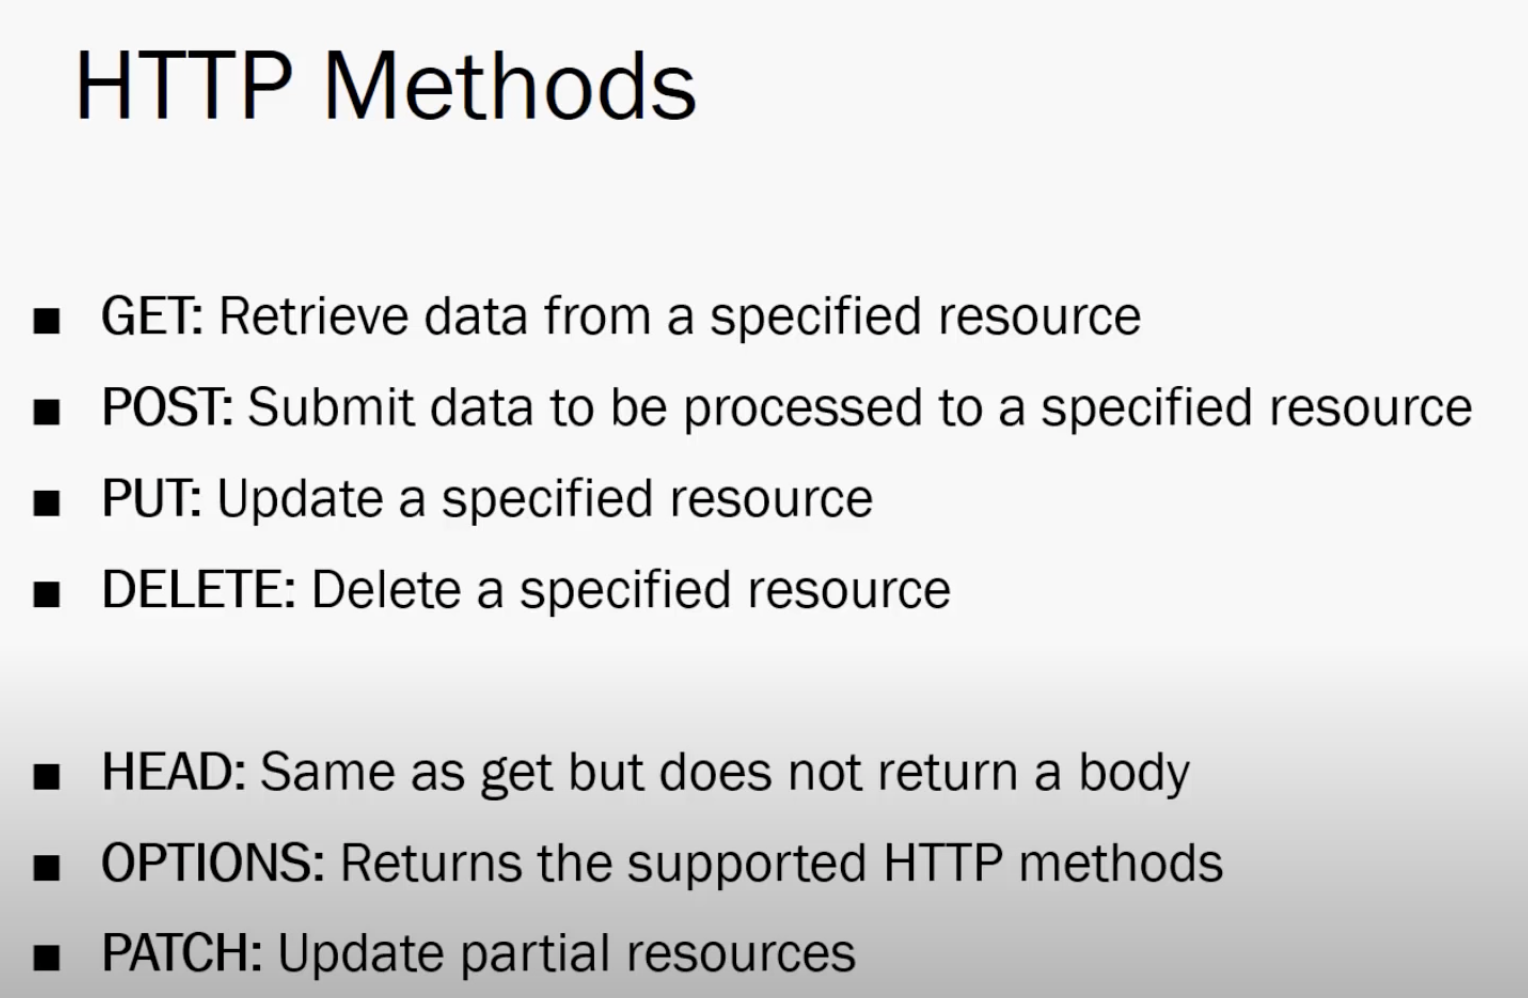 HTTP Methods
■ GET: Retrieve data from a specified resource
■ POST: Submit data to be processed to a specified resource
■ PUT: Update a specified resource
■ DELETE: Delete a specified resource
■ HEAD: Same as get but does not return a body
■ OPTIONS: Returns the supported HTTP methods
■ PATCH: Update partial resources